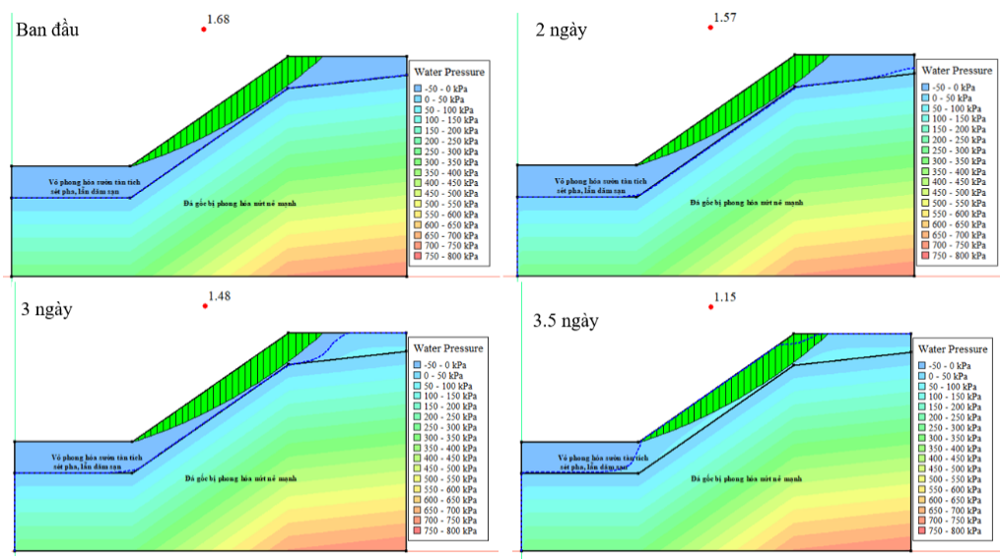 Ban đầu
1.68
Water Pressure
-50 - 0 kPa
0 - 50 kPa
50 - 100 kPa
100 - 150 kPa
150 - 200 kPa
200 - 250 kPa
250 - 300 kPa
300 - 350 kPa
350 - 400 kPa
400 - 450 kPa
450 - 500 kPa
500 - 550 kPa
550 - 600 kPa
600 - 650 kPa
650 - 700 kPa
700 - 750 kPa
750 - 800 kPa
Vỏ phong hóa sườn tàn tích
sét pha, lẫn dăm sạn
Đá gốc bị phong hóa nứt nẻ mạnh
2 ngày
1.57
Water Pressure
-50 - 0 kPa
0 - 50 kPa
50 - 100 kPa
100 - 150 kPa
150 - 200 kPa
200 - 250 kPa
250 - 300 kPa
300 - 350 kPa
350 - 400 kPa
400 - 450 kPa
450 - 500 kPa
500 - 550 kPa
550 - 600 kPa
600 - 650 kPa
650 - 700 kPa
700 - 750 kPa
750 - 800 kPa
Vỏ phong hóa sườn tàn tích
sét pha, lẫn dăm sạn
Đá gốc bị phong hóa nứt nẻ mạnh
3 ngày
1.48
Water Pressure
-50 - 0 kPa
0 - 50 kPa
50 - 100 kPa
100 - 150 kPa
150 - 200 kPa
200 - 250 kPa
250 - 300 kPa
300 - 350 kPa
350 - 400 kPa
400 - 450 kPa
450 - 500 kPa
500 - 550 kPa
550 - 600 kPa
600 - 650 kPa
650 - 700 kPa
700 - 750 kPa
750 - 800 kPa
Vỏ phong hóa sườn tàn tích
sét pha, lẫn dăm sạn
Đá gốc bị phong hóa nứt nẻ mạnh
3.5 ngày
1.15
Water Pressure
-50 - 0 kPa
0 - 50 kPa
50 - 100 kPa
100 - 150 kPa
150 - 200 kPa
200 - 250 kPa
250 - 300 kPa
300 - 350 kPa
350 - 400 kPa
400 - 450 kPa
450 - 500 kPa
500 - 550 kPa
550 - 600 kPa
600 - 650 kPa
650 - 700 kPa
700 - 750 kPa
750 - 800 kPa
Vỏ phong hóa sườn tàn tích
sét pha, lẫn dăm sạn
Đá gốc bị phong hóa nứt nẻ mạnh